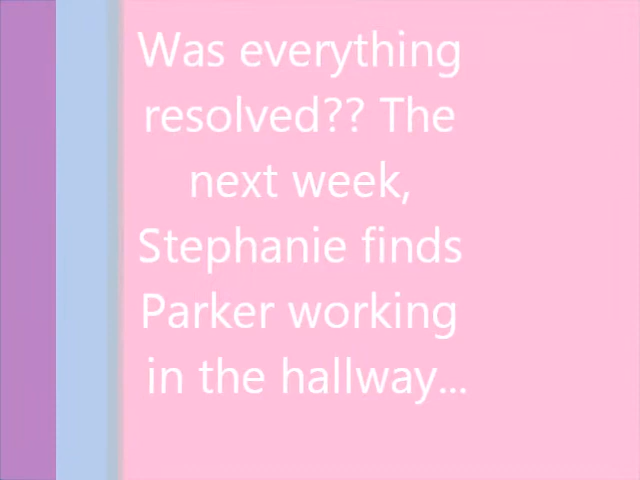 Was everything
resolved?? The
next week,
Stephanie finds
Parker working
in the hallway...